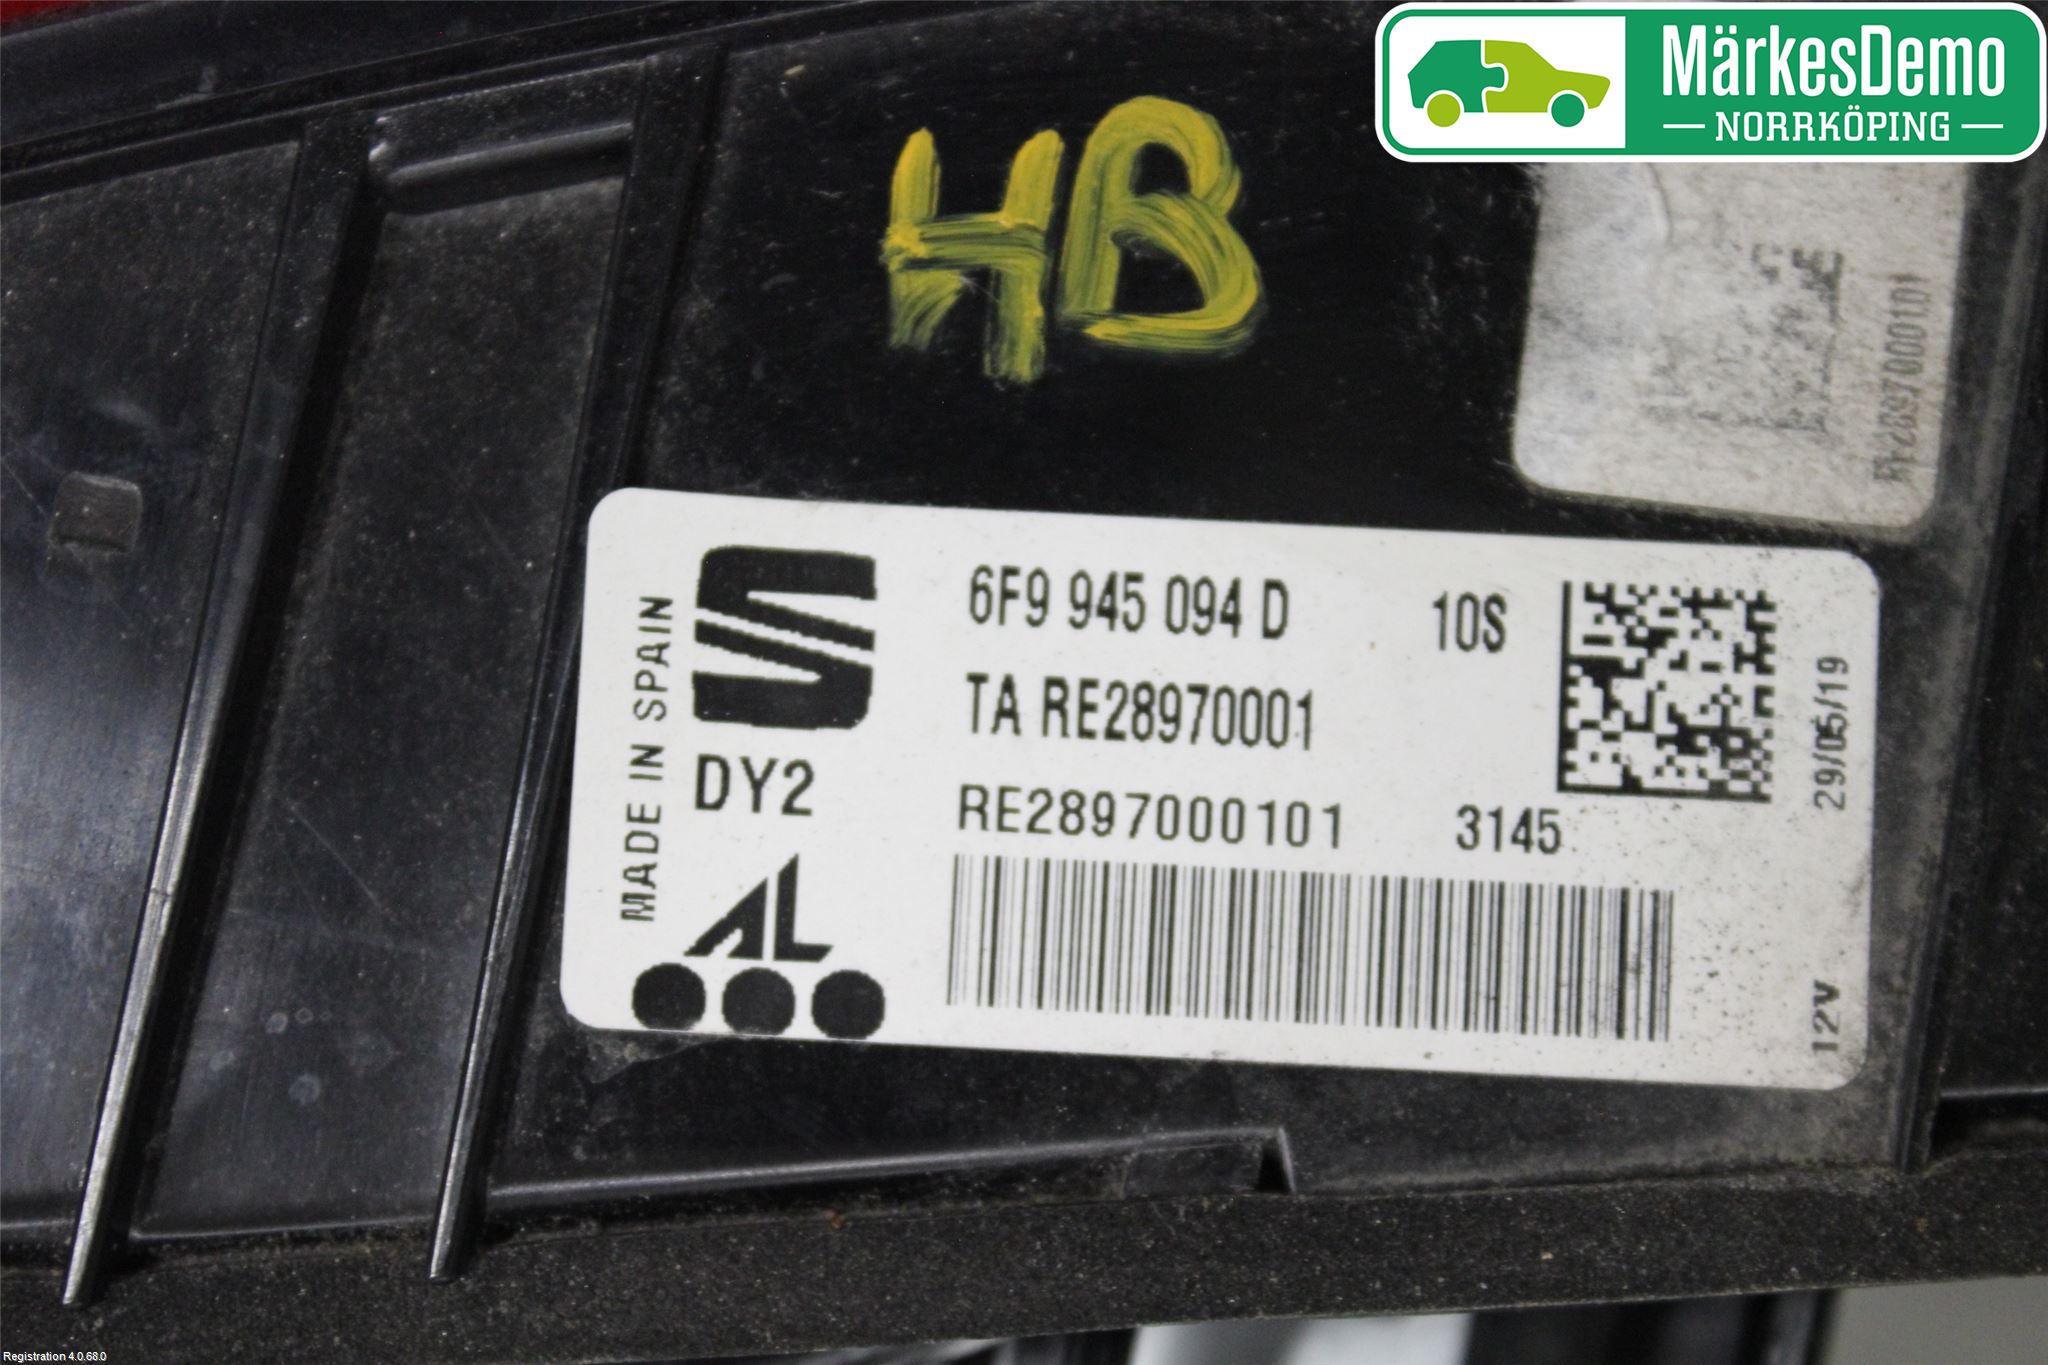 MärkesDemo
NORRKÖPING
HB
RE2897000101
MADE IN SPAIN
6F9 945 094 D 10S
TA RE28970001
DY2
RE2897000101 3145
AL
29/05/19
12V
Registration 4.0.68.0